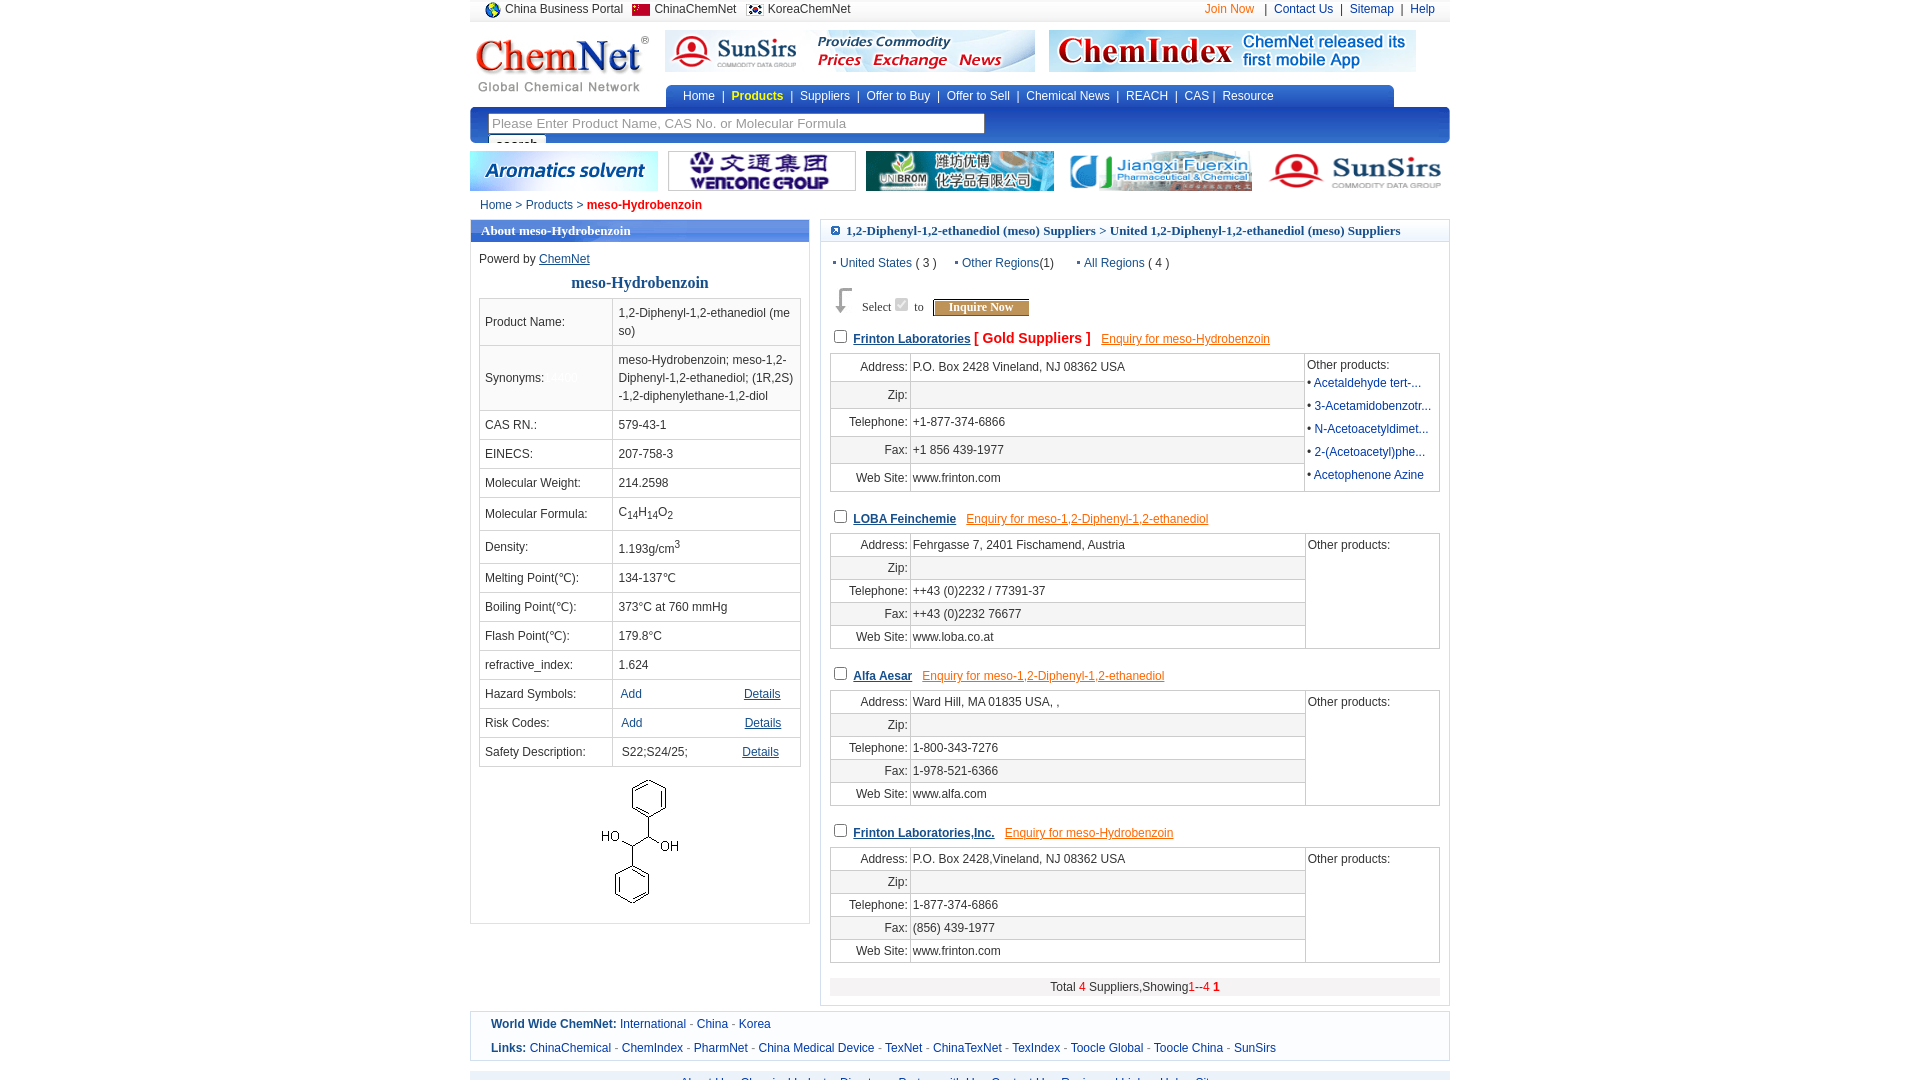 China Business Portal ChinaChemNet KoreaChemNet Join Now | Contact Us | Sitemap | Help
ChemNet®
Global Chemical Network
SunSirs
COMMODITY DATA GROUP
Provides Commodity
Prices Exchange News
ChemIndex
ChemNet released its
first mobile App
Home | Products | Suppliers | Offer to Buy | Offer to Sell | Chemical News | REACH | CAS | Resource
Please Enter Product Name, CAS No. or Molecular Formula
search
Aromatics solvent
文通集团
WENTONG GROUP
UNIBROM
潍坊优博
化学品有限公司
Jiangxi Fuerxin
Pharmaceutical & Chemical
SunSirs
COMMODITY DATA GROUP
Home > Products > meso-Hydrobenzoin
About meso-Hydrobenzoin
Powerd by ChemNet
meso-Hydrobenzoin
Product Name: 1,2-Diphenyl-1,2-ethanediol (me
so)
Synonyms: meso-Hydrobenzoin; meso-1,2-
Diphenyl-1,2-ethanediol; (1R,2S)
-1,2-diphenylethane-1,2-diol
CAS RN.: 579-43-1
EINECS: 207-758-3
Molecular Weight: 214.2598
Molecular Formula: C14H14O2
Density: 1.193g/cm3
Melting Point(℃): 134-137℃
Boiling Point(℃): 373°C at 760 mmHg
Flash Point(℃): 179.8°C
refractive_index: 1.624
Hazard Symbols: Add Details
Risk Codes: Add Details
Safety Description: S22;S24/25; Details
HO
OH
1,2-Diphenyl-1,2-ethanediol (meso) Suppliers > United 1,2-Diphenyl-1,2-ethanediol (meso) Suppliers
United States ( 3 ) Other Regions(1) All Regions ( 4 )
Select to Inquire Now
Frinton Laboratories [ Gold Suppliers ] Enquiry for meso-Hydrobenzoin
Address: P.O. Box 2428 Vineland, NJ 08362 USA
Zip:
Telephone: +1-877-374-6866
Fax: +1 856 439-1977
Web Site: www.frinton.com
Other products:
• Acetaldehyde tert-...
• 3-Acetamidobenzotr...
• N-Acetoacetyldimet...
• 2-(Acetoacetyl)phe...
• Acetophenone Azine
LOBA Feinchemie Enquiry for meso-1,2-Diphenyl-1,2-ethanediol
Address: Fehrgasse 7, 2401 Fischamend, Austria
Zip:
Telephone: ++43 (0)2232 / 77391-37
Fax: ++43 (0)2232 76677
Web Site: www.loba.co.at
Other products:
Alfa Aesar Enquiry for meso-1,2-Diphenyl-1,2-ethanediol
Address: Ward Hill, MA 01835 USA, ,
Zip:
Telephone: 1-800-343-7276
Fax: 1-978-521-6366
Web Site: www.alfa.com
Other products:
Frinton Laboratories,Inc. Enquiry for meso-Hydrobenzoin
Address: P.O. Box 2428,Vineland, NJ 08362 USA
Zip:
Telephone: 1-877-374-6866
Fax: (856) 439-1977
Web Site: www.frinton.com
Other products:
Total 4 Suppliers,Showing1--4 1
World Wide ChemNet: International - China - Korea
Links: ChinaChemical - ChemIndex - PharmNet - China Medical Device - TexNet - ChinaTexNet - TexIndex - Toocle Global - Toocle China - SunSirs